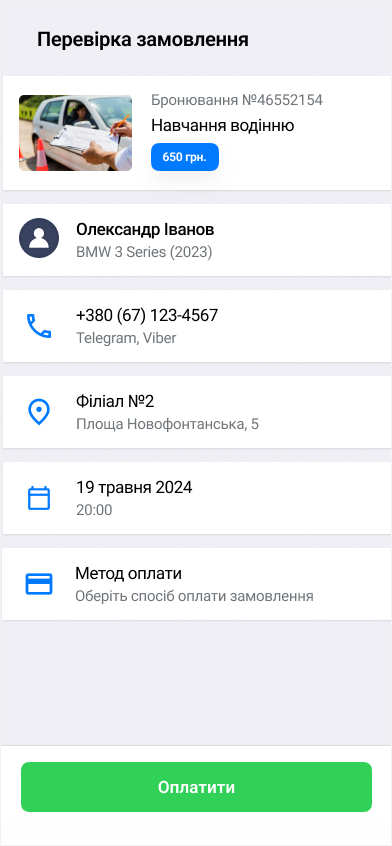 Перевірка замовлення
Бронювання №46552154
Навчання водінню
650 грн.
Олександр Іванов
BMW 3 Series (2023)
+380 (67) 123-4567
Telegram, Viber
Філіал №2
Площа Новофонтанська, 5
19 травня 2024
20:00
Метод оплати
Оберіть спосіб оплати замовлення
Оплатити